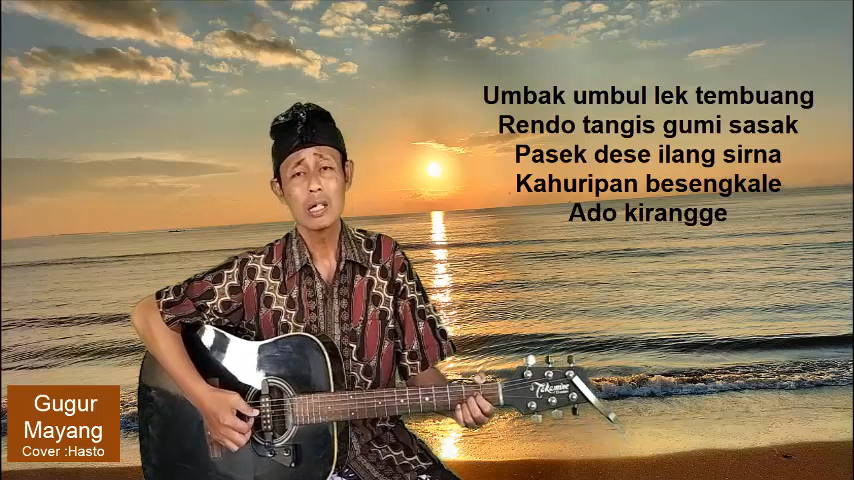 Umbak umbul lek tembuang
Rendo tangis gumi sasak
Pasek dese ilang sirna
Kahuripan besengkale
Ado kirangge
Gugur
Mayang
Cover :Hasto
Takamine